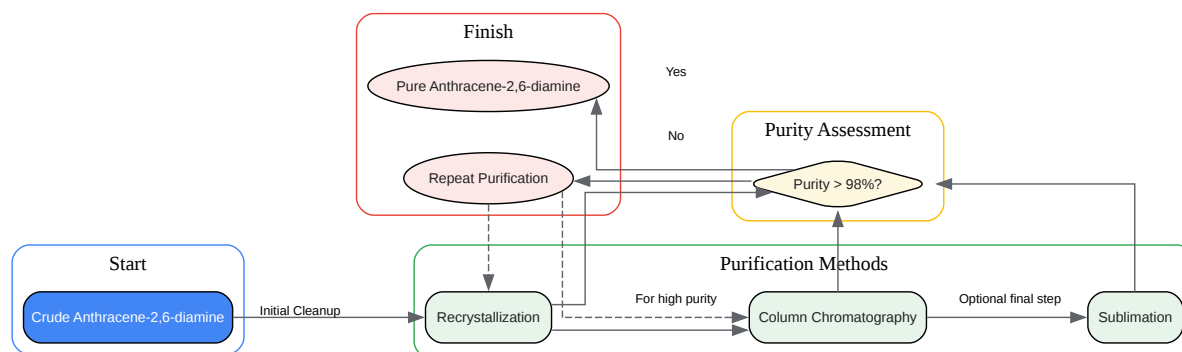 Finish
Pure Anthracene-2,6-diamine
Yes
No
Purity Assessment
Repeat Purification
Purity > 98%?
Start
Purification Methods
Crude Anthracene-2,6-diamine
Initial Cleanup
Recrystallization
For high purity
Column Chromatography
Optional final step
Sublimation